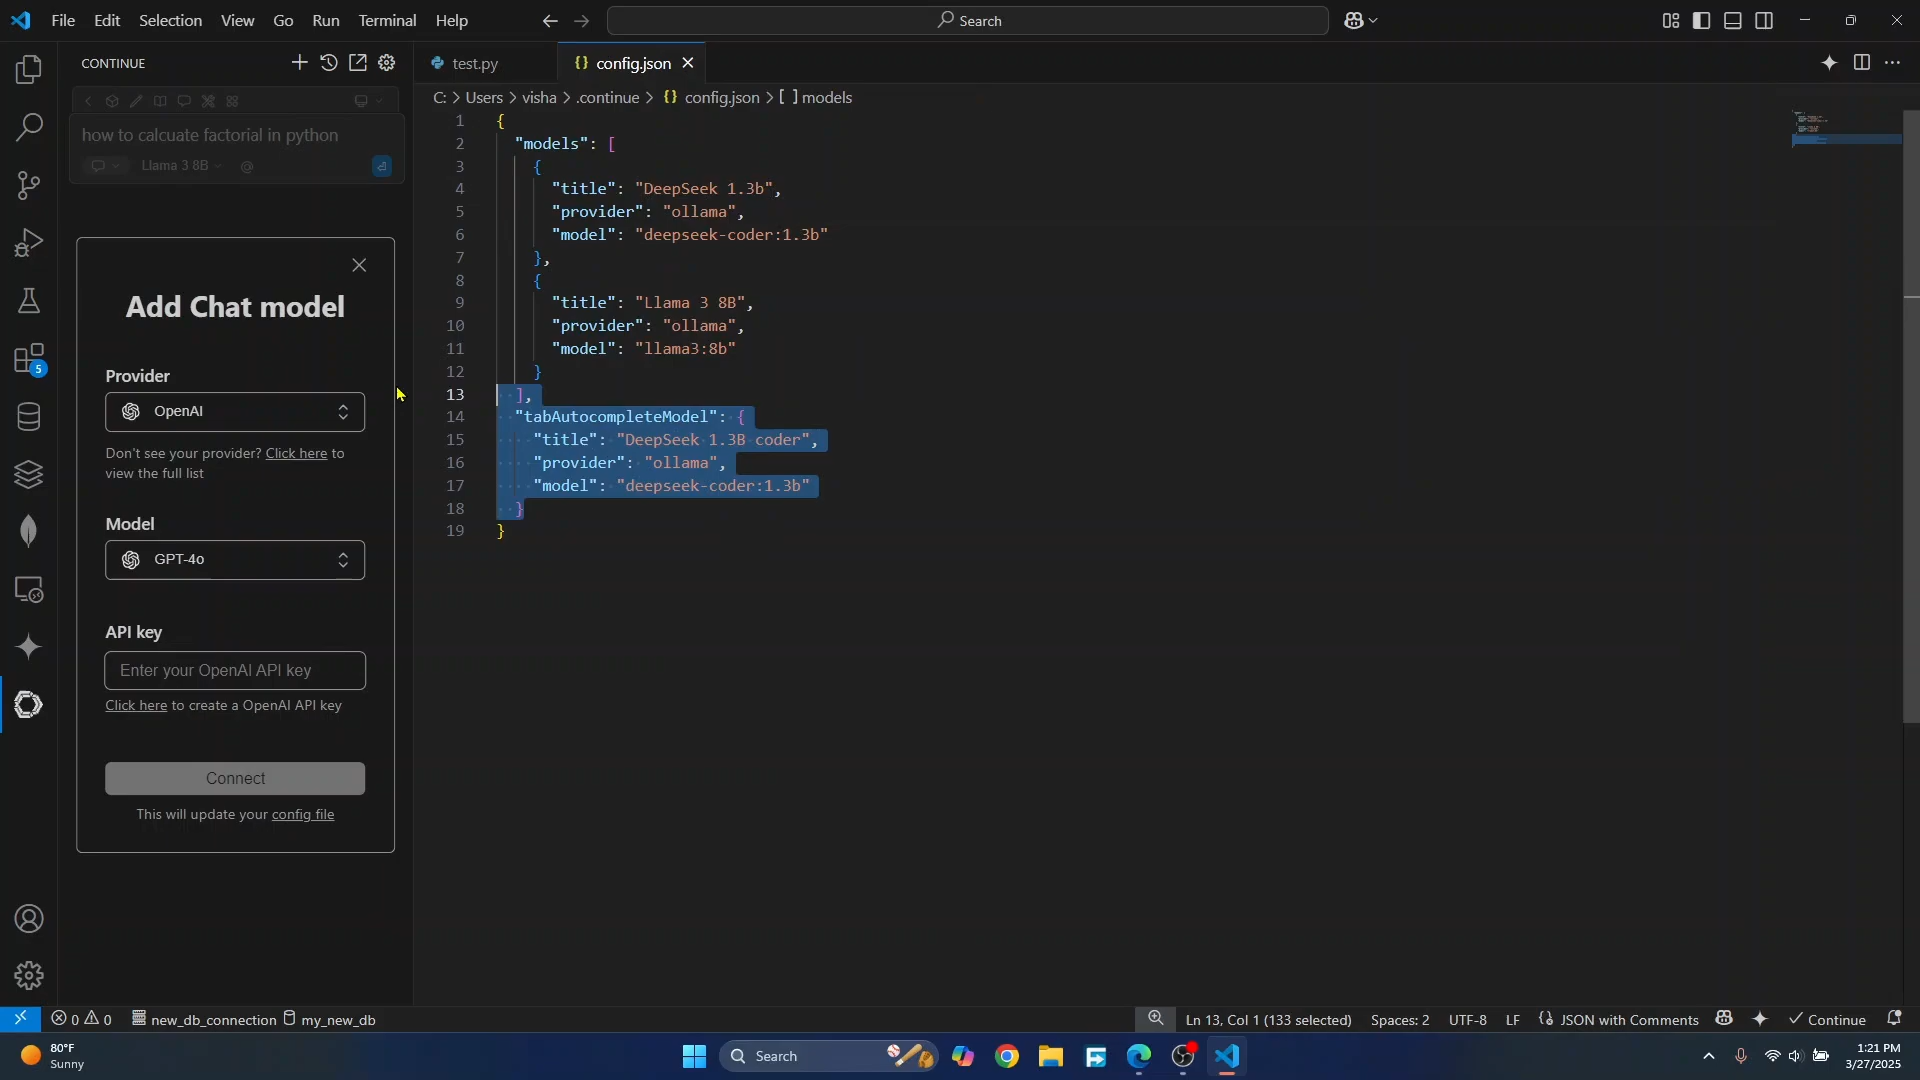 File Edit Selection View Go Run Terminal Help
Search
CONTINUE
test.py
config.json
C: > Users > visha > .continue > {} config.json > [ ] models
how to calcuate factorial in python
Llama 3 8B
@
Add Chat model
Provider
OpenAI
Don't see your provider? Click here to
view the full list
Model
GPT-4o
API key
Enter your OpenAI API key
Click here to create a OpenAI API key
Connect
This will update your config file
1 {
2 "models": [
3 {
4 "title": "DeepSeek 1.3b",
5 "provider": "ollama",
6 "model": "deepseek-coder:1.3b"
7 },
8 {
9 "title": "Llama 3 8B",
10 "provider": "ollama",
11 "model": "llama3:8b"
12 }
13 ],
14 "tabAutocompleteModel": {
15 "title": "DeepSeek 1.3B coder",
16 "provider": "ollama",
17 "model": "deepseek-coder:1.3b"
18 }
19 }
5
0 0 new_db_connection my_new_db
Ln 13, Col 1 (133 selected) Spaces: 2 UTF-8 LF {} JSON with Comments Continue
80°F
Sunny
Search
1:21 PM
3/27/2025